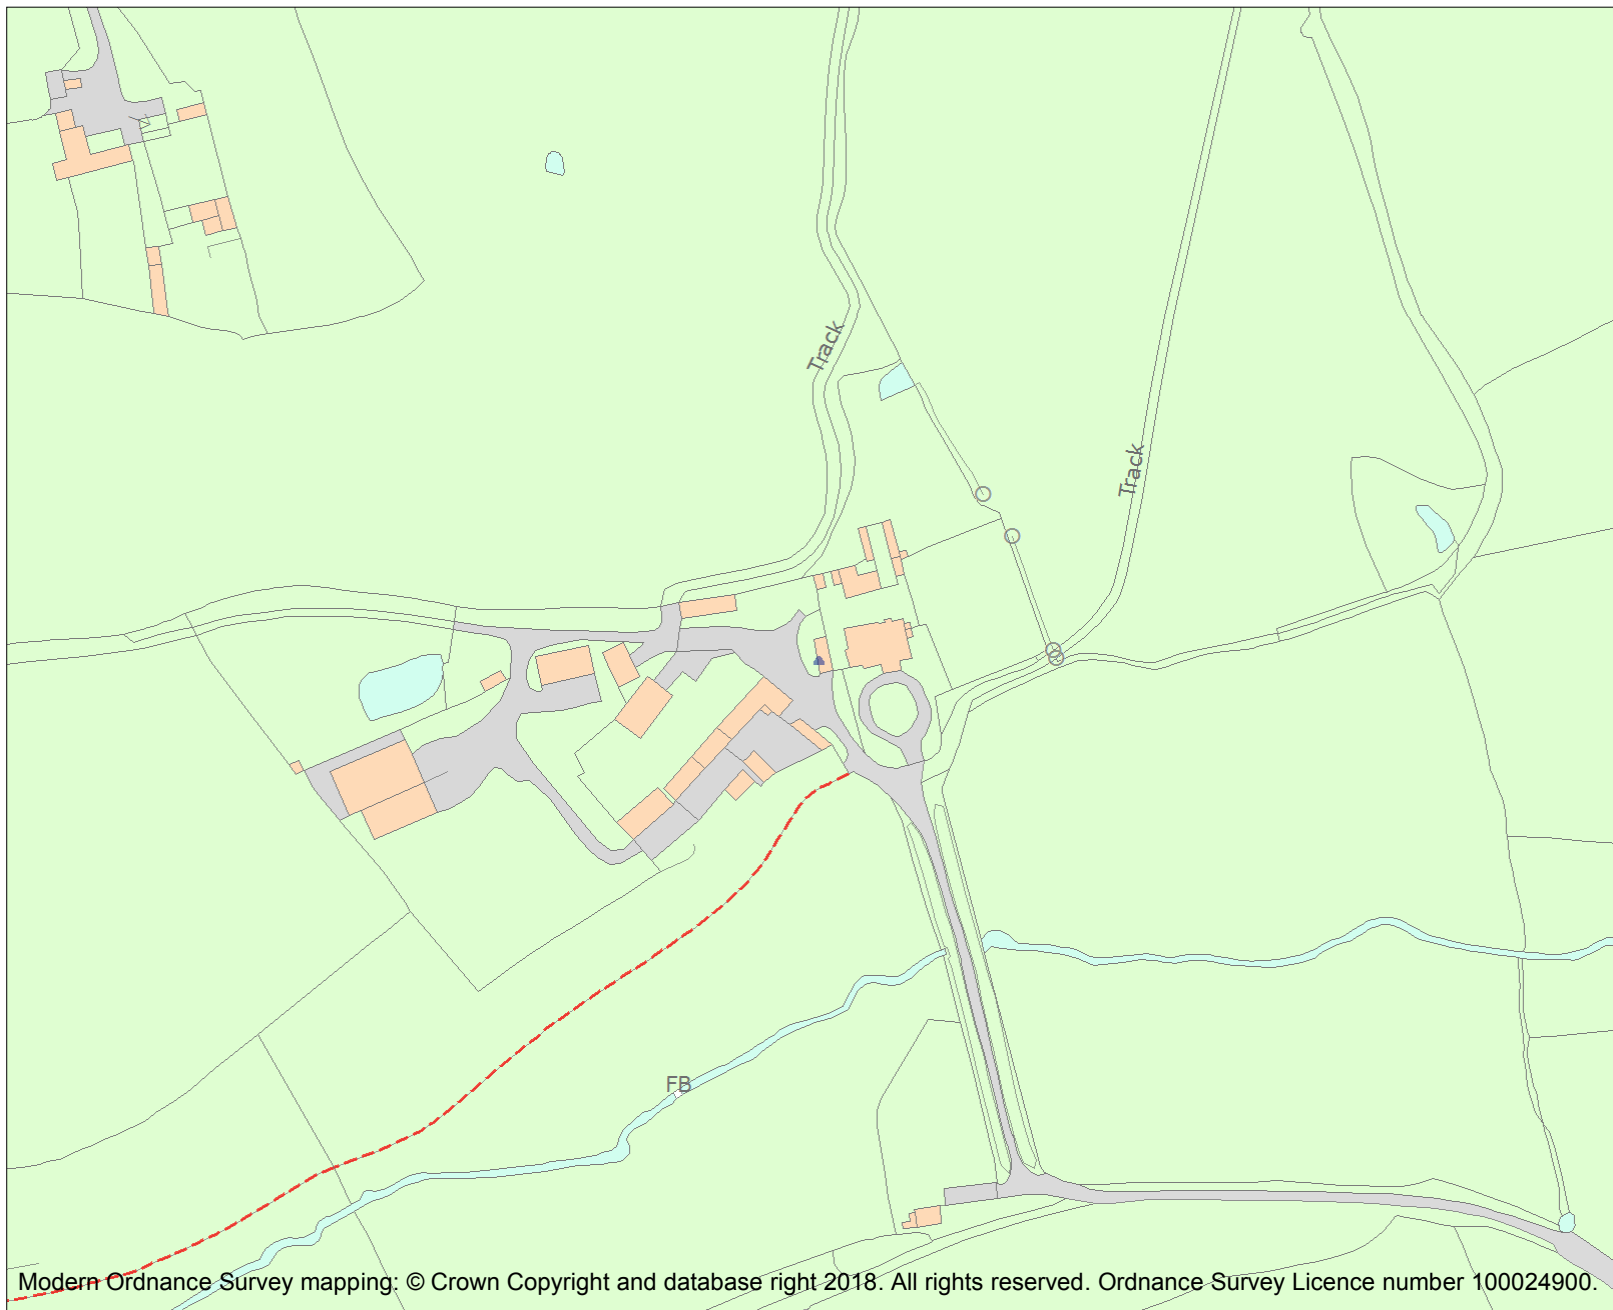 Track
Track
FB
Modern Ordnance Survey mapping: © Crown Copyright and database right 2018. All rights reserved. Ordnance Survey Licence number 100024900.